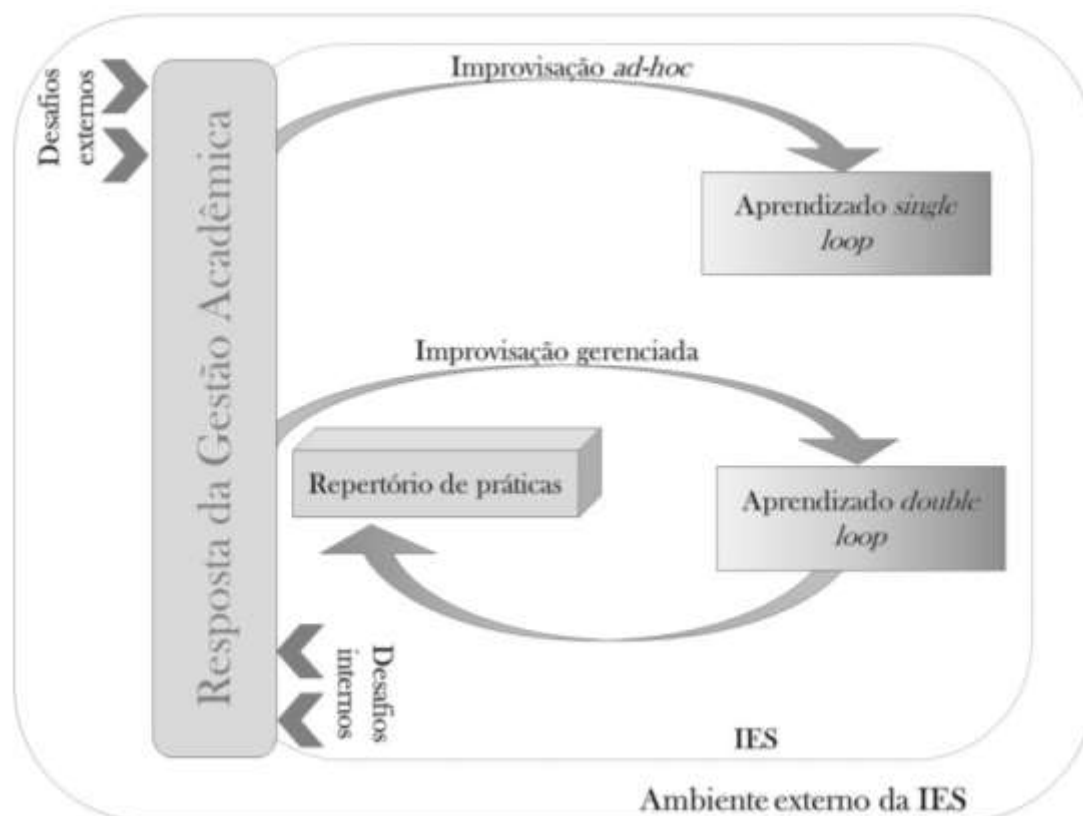 Desafios
externos
Resposta da Gestão Acadêmica
Improvisação ad-hoc
Aprendizado single
loop
Improvisação gerenciada
Repertório de práticas
Aprendizado double
loop
Desafios
internos
IES
Ambiente externo da IES